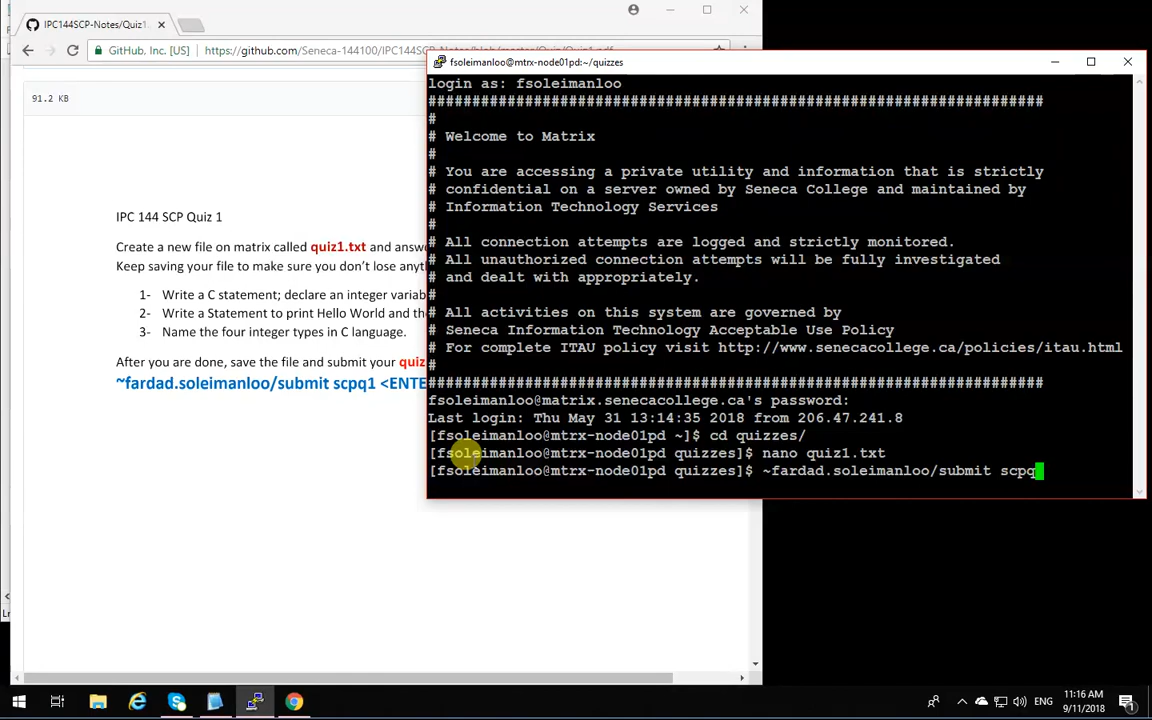 IPC144SCP-Notes/Quiz1.
GitHub, Inc. [US]
https://github.com/Seneca-144100/IPC144SCP-Notes/blob/master/Quiz/Quiz1.pdf
91.2 KB
IPC 144 SCP Quiz 1
Create a new file on matrix called quiz1.txt and answ
Keep saving your file to make sure you don't lose anyt
1- Write a C statement; declare an integer variab
2- Write a Statement to print Hello World and the
3- Name the four integer types in C language.
After you are done, save the file and submit your quiz
~fardad.soleimanloo/submit scpq1 <ENTE
fsoleimanloo@mtrx-node01pd:~/quizzes
login as: fsoleimanloo
######################################################################
#
# Welcome to Matrix
#
# You are accessing a private utility and information that is strictly
# confidential on a server owned by Seneca College and maintained by
# Information Technology Services
#
# All connection attempts are logged and strictly monitored.
# All unauthorized connection attempts will be fully investigated
# and dealt with appropriately.
#
# All activities on this system are governed by
# Seneca Information Technology Acceptable Use Policy
# For complete ITAU policy visit http://www.senecacollege.ca/policies/itau.html
#
######################################################################
fsoleimanloo@matrix.senecacollege.ca's password:
Last login: Thu May 31 13:14:35 2018 from 206.47.241.8
[fsoleimanloo@mtrx-node01pd ~]$ cd quizzes/
[fsoleimanloo@mtrx-node01pd quizzes]$ nano quiz1.txt
[fsoleimanloo@mtrx-node01pd quizzes]$ ~fardad.soleimanloo/submit scpq
ENG
11:16 AM
9/11/2018